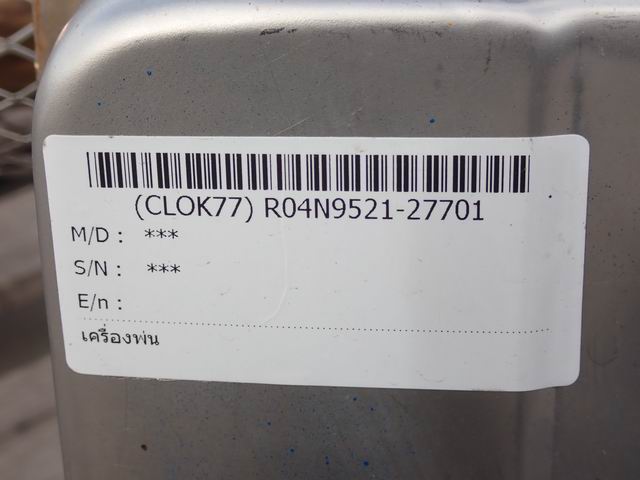 (CLOK77) R04N9521-27701
M/D : ***
S/N : ***
E/n :
เครื่องพ่น